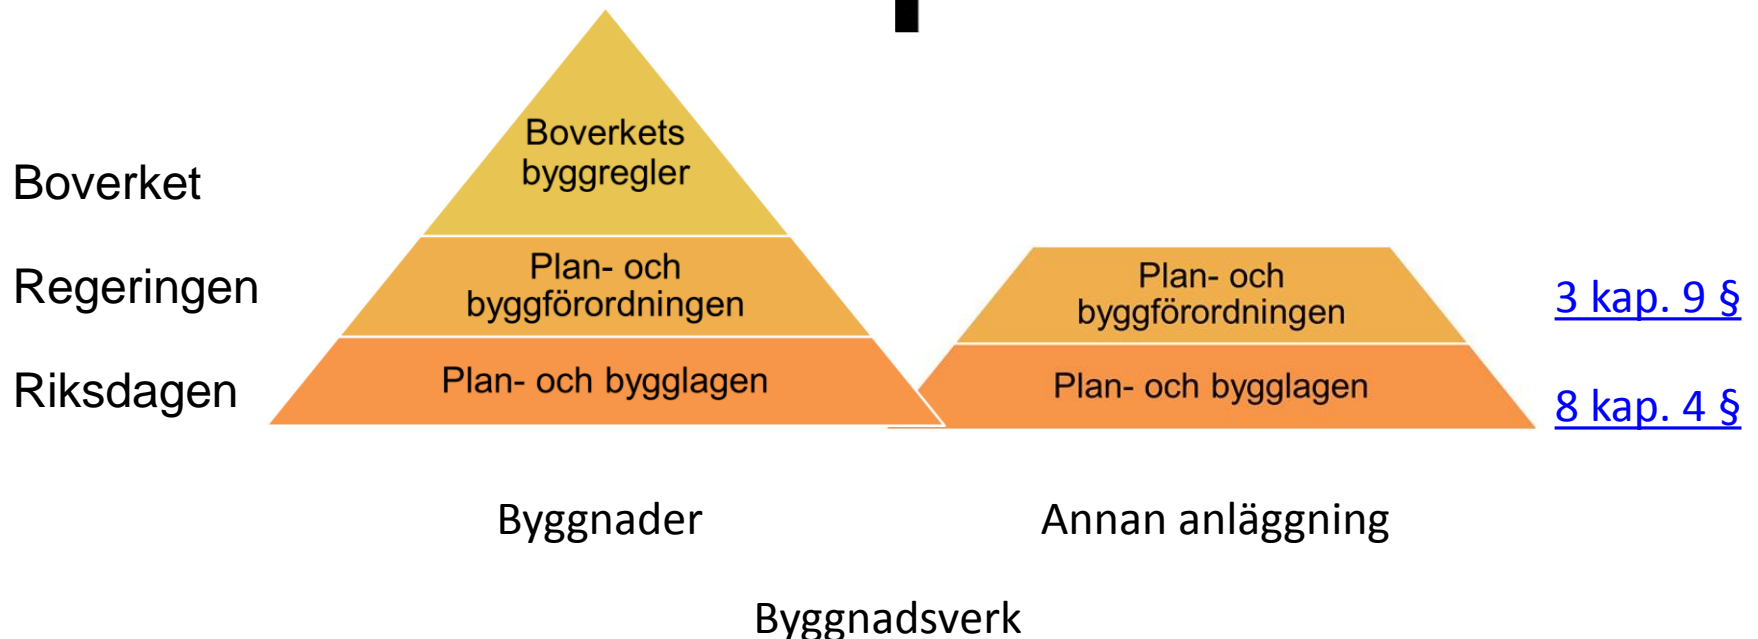 Boverket
Boverkets
byggregler
Regeringen
Plan- och
byggförordningen
Plan- och
byggförordningen
3 kap. 9 §
Riksdagen
Plan- och bygglagen
Plan- och bygglagen
8 kap. 4 §
Byggnader
Annan anläggning
Byggnadsverk